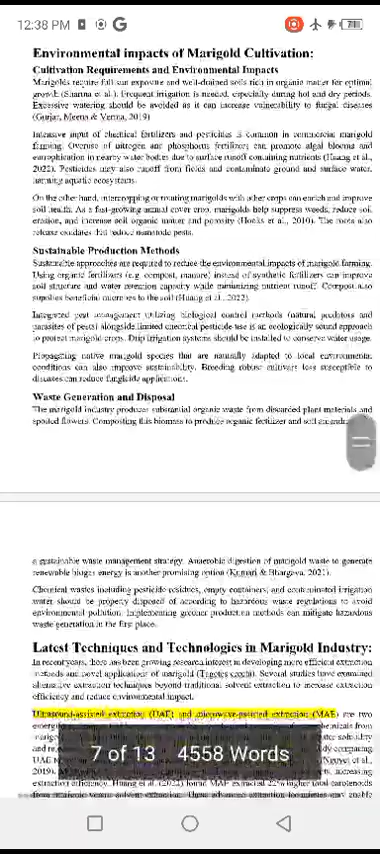 12:38 PM
Environmental impacts of Marigold Cultivation:
Cultivation Requirements and Environmental Impacts
Marigolds require full sun exposure and well-drained soils rich in organic matter for optimal
growth (Sharma et al.). Frequent irrigation is needed, especially during hot and dry periods.
Excessive watering should be avoided as it can increase vulnerability to fungal diseases
(Gurjar, Meena & Verma, 2019)
Intensive input of chemical fertilizers and pesticides is common in commercial marigold
farming. Overuse of nitrogen and phosphorus fertilizers can promote algal blooms and
eutrophication in nearby water bodies due to surface runoff containing nutrients (Huang et al.,
2022). Pesticides may also runoff from fields and contaminate ground and surface water,
harming aquatic ecosystems.
On the other hand, intercropping or rotating marigolds with other crops can enrich and improve
soil health. As a fast-growing annual cover crop, marigolds help suppress weeds, reduce soil
erosion, and increase soil organic matter and porosity (Hooks et al., 2010). The roots also
release exudates that reduce nematode pests.
Sustainable Production Methods
Sustainable approaches are required to reduce the environmental impacts of marigold farming.
Using organic fertilizers (e.g. compost, manure) instead of synthetic fertilizers can improve
soil structure and water retention capacity while minimizing nutrient runoff. Compost also
supplies beneficial microbes to the soil (Huang et al., 2022).
Integrated pest management utilizing biological control methods (natural predators and
parasites of pests) alongside limited chemical pesticide use is an ecologically sound approach
to protect marigold crops. Drip irrigation systems should be installed to conserve water usage.
Propagating native marigold species that are naturally adapted to local environmental
conditions can also improve sustainability. Breeding robust cultivars less susceptible to
diseases can reduce fungicide applications.
Waste Generation and Disposal
The marigold industry produces substantial organic waste from discarded plant materials and
spoiled flowers. Composting this biomass to produce organic fertilizer and soil
a sustainable waste management strategy. Anaerobic digestion of marigold waste to generate
renewable biogas energy is another promising option (Kumari & Bhargava, 2021).
Chemical wastes including pesticide residues, empty containers, and contaminated irrigation
water should be properly disposed of according to hazardous waste regulations to avoid
environmental pollution. Implementing greener production methods can mitigate hazardous
waste generation in the first place.
Latest Techniques and Technologies in Marigold Industry:
In recent years, there has been growing research interest in developing more efficient extraction
methods and novel applications of marigold (Tagetes erecta). Several studies have examined
alternative extraction techniques beyond traditional solvent extraction to increase extraction
efficiency and reduce environmental impact.
Ultrasound-assisted extraction (UAE) and microwave-assisted extraction (MAE) are two
7 of 13 4558 Words
extraction efficiency. Huang et al. (2022) found MAE extracted 22% higher total carotenoids